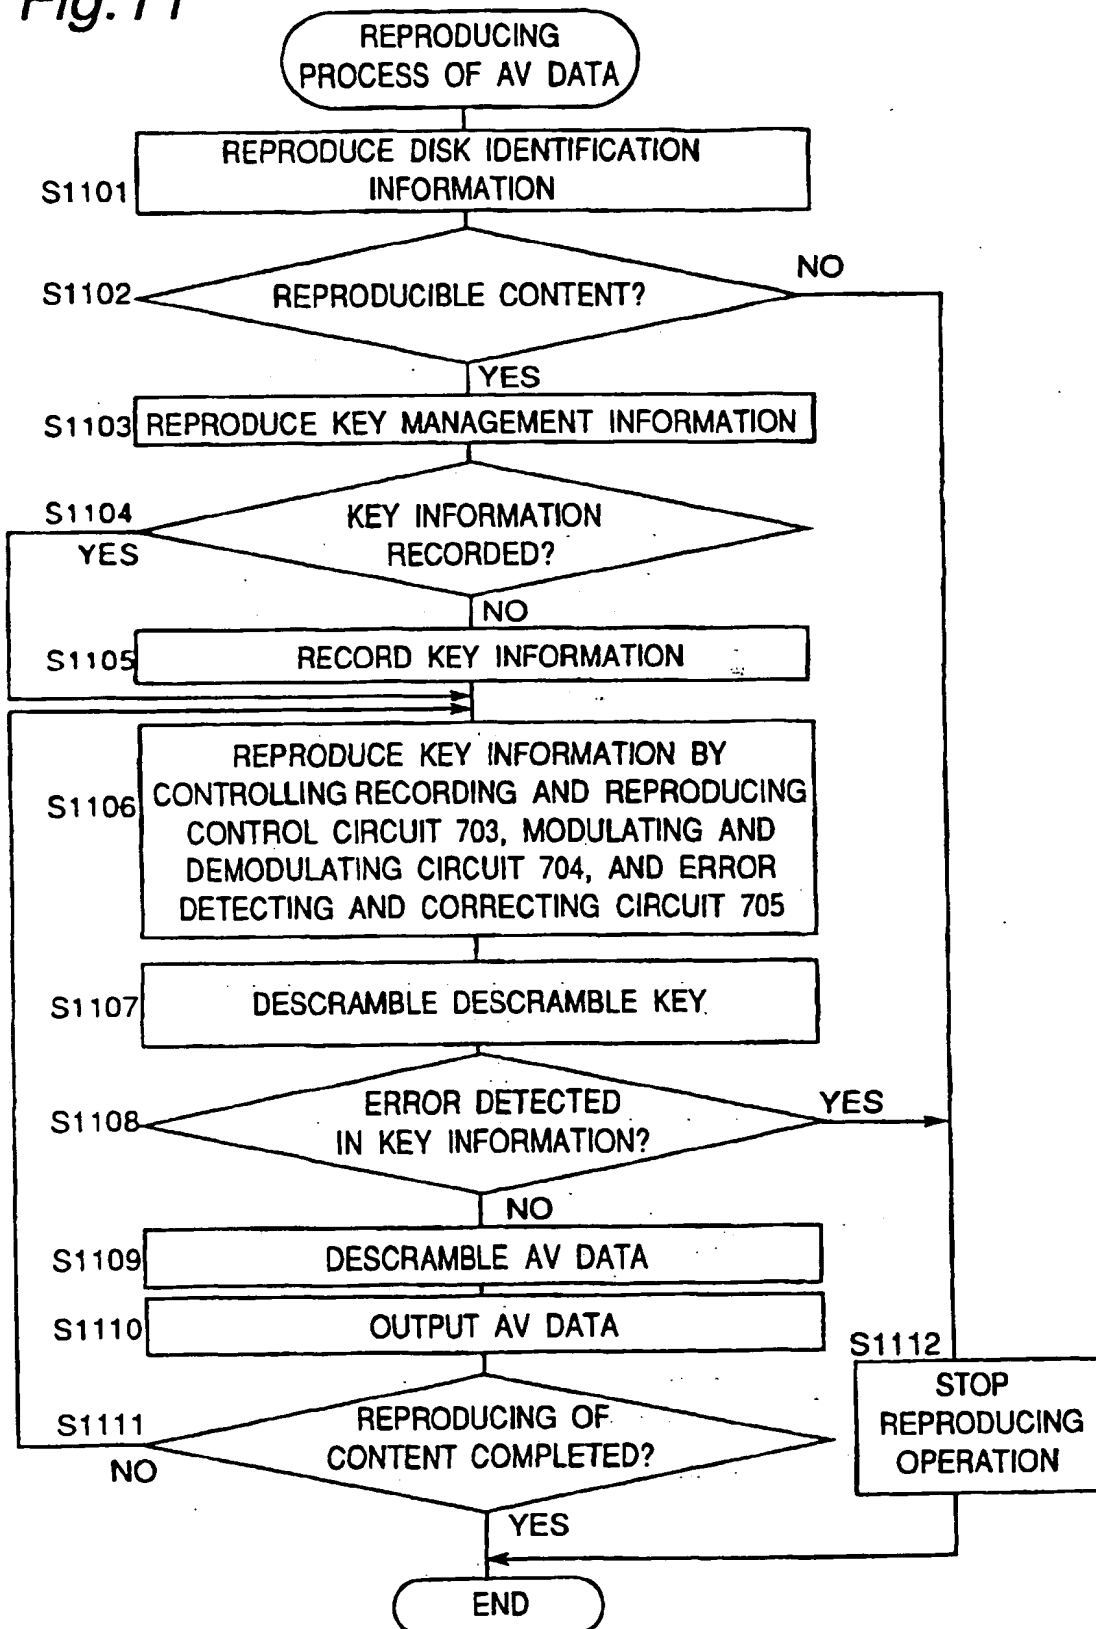 Fig. 11
REPRODUCING
PROCESS OF AV DATA
REPRODUCE DISK IDENTIFICATION
INFORMATION
S1101
NO
S1102
REPRODUCIBLE CONTENT?
YES
S1103
REPRODUCE KEY MANAGEMENT INFORMATION
S1104
KEY INFORMATION
RECORDED?
YES
NO
S1105
RECORD KEY INFORMATION
REPRODUCE KEY INFORMATION BY
CONTROLLING RECORDING AND REPRODUCING
CONTROL CIRCUIT 703, MODULATING AND
DEMODULATING CIRCUIT 704, AND ERROR
DETECTING AND CORRECTING CIRCUIT 705
S1106
S1107
DESCRAMBLE DESCRAMBLE KEY
S1108
ERROR DETECTED
IN KEY INFORMATION?
YES
NO
S1109
DESCRAMBLE AV DATA
S1110
OUTPUT AV DATA
S1112
STOP
REPRODUCING
OPERATION
S1111
REPRODUCING OF
CONTENT COMPLETED?
NO
YES
END